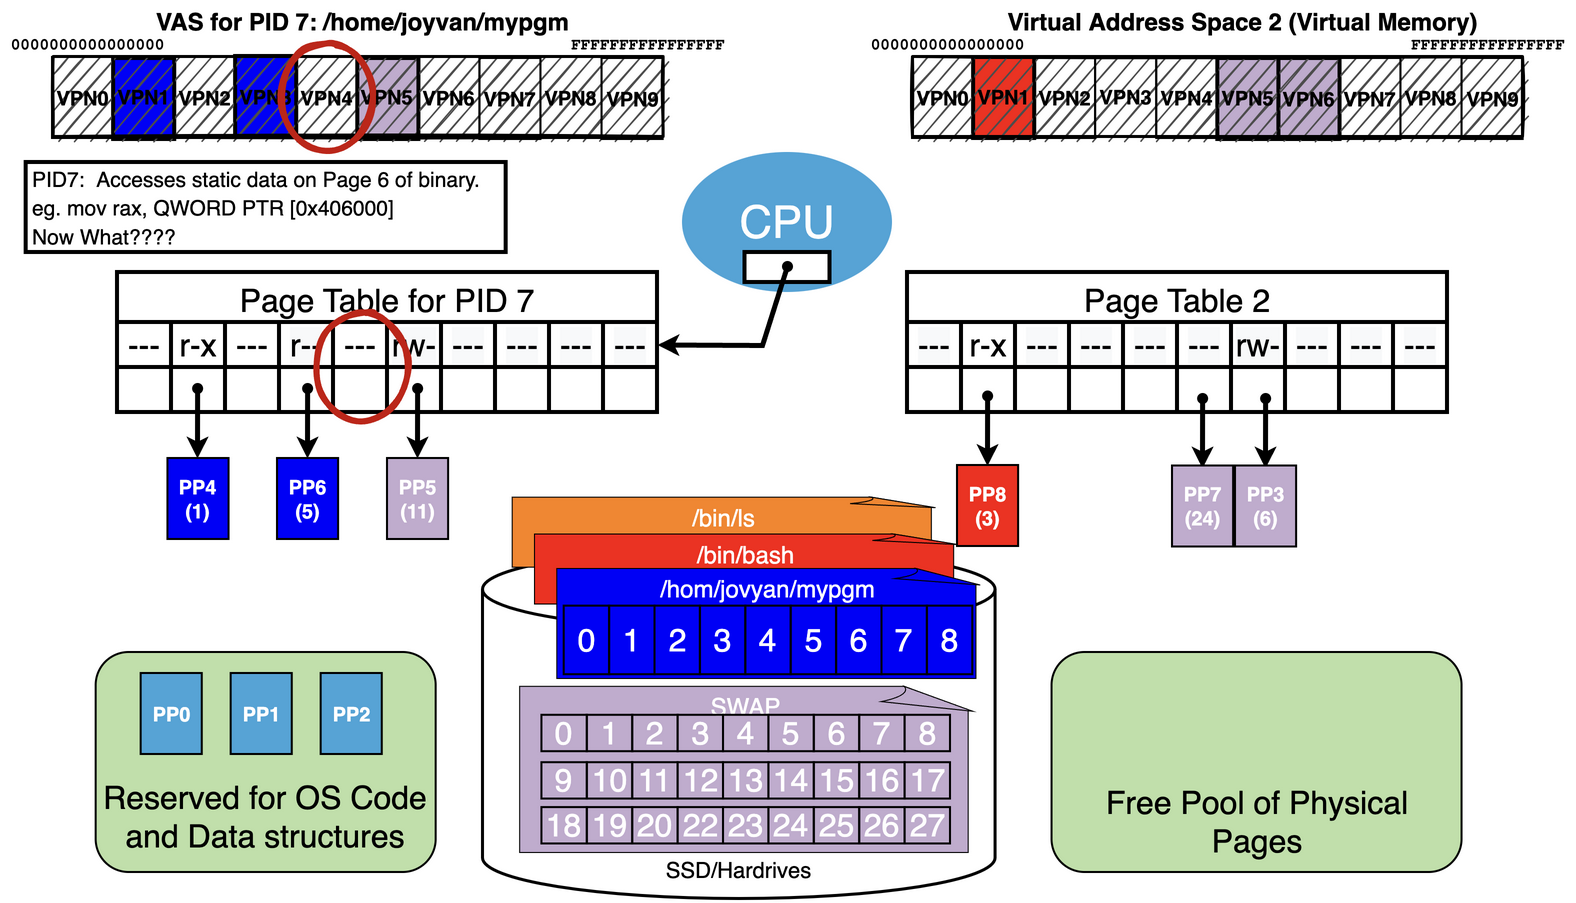 VAS for PID 7: /home/joyvan/mypgm
0000000000000000 FFFFFFFFFFFFFFFF
VPN0 VPN1 VPN2 VPN3 VPN4 VPN5 VPN6 VPN7 VPN8 VPN9
Virtual Address Space 2 (Virtual Memory)
0000000000000000 FFFFFFFFFFFFFFFF
VPN0 VPN1 VPN2 VPN3 VPN4 VPN5 VPN6 VPN7 VPN8 VPN9
PID7: Accesses static data on Page 6 of binary.
eg. mov rax, QWORD PTR [0x406000]
Now What????
CPU
Page Table for PID 7
--- r-x --- r-- --- rw- --- --- --- ---
PP4
(1)
PP6
(5)
PP5
(11)
Page Table 2
--- r-x --- --- --- --- rw- --- --- ---
PP8
(3)
PP7
(24)
PP3
(6)
/bin/ls
/bin/bash
/hom/jovyan/mypgm
0 1 2 3 4 5 6 7 8
SWAP
0 1 2 3 4 5 6 7 8
9 10 11 12 13 14 15 16 17
18 19 20 22 23 24 25 26 27
SSD/Hardrives
PP0 PP1 PP2
Reserved for OS Code
and Data structures
Free Pool of Physical
Pages